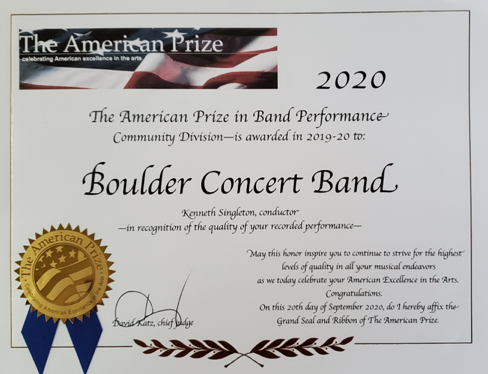 The American Prize
celebrating American excellence in the arts
2020
The American Prize in Band Performance
Community Division—is awarded in 2019-20 to:
Boulder Concert Band
Kenneth Singleton, conductor
—in recognition of the quality of your recorded performance—
May this honor inspire you to continue to strive for the highest
levels of quality in all your musical endeavors
as we today celebrate your American Excellence in the Arts.
Congratulations.
On this 20th day of September 2020, do I hereby affix the
Grand Seal and Ribbon of The American Prize.
The American Prize
David Katz, chief judge